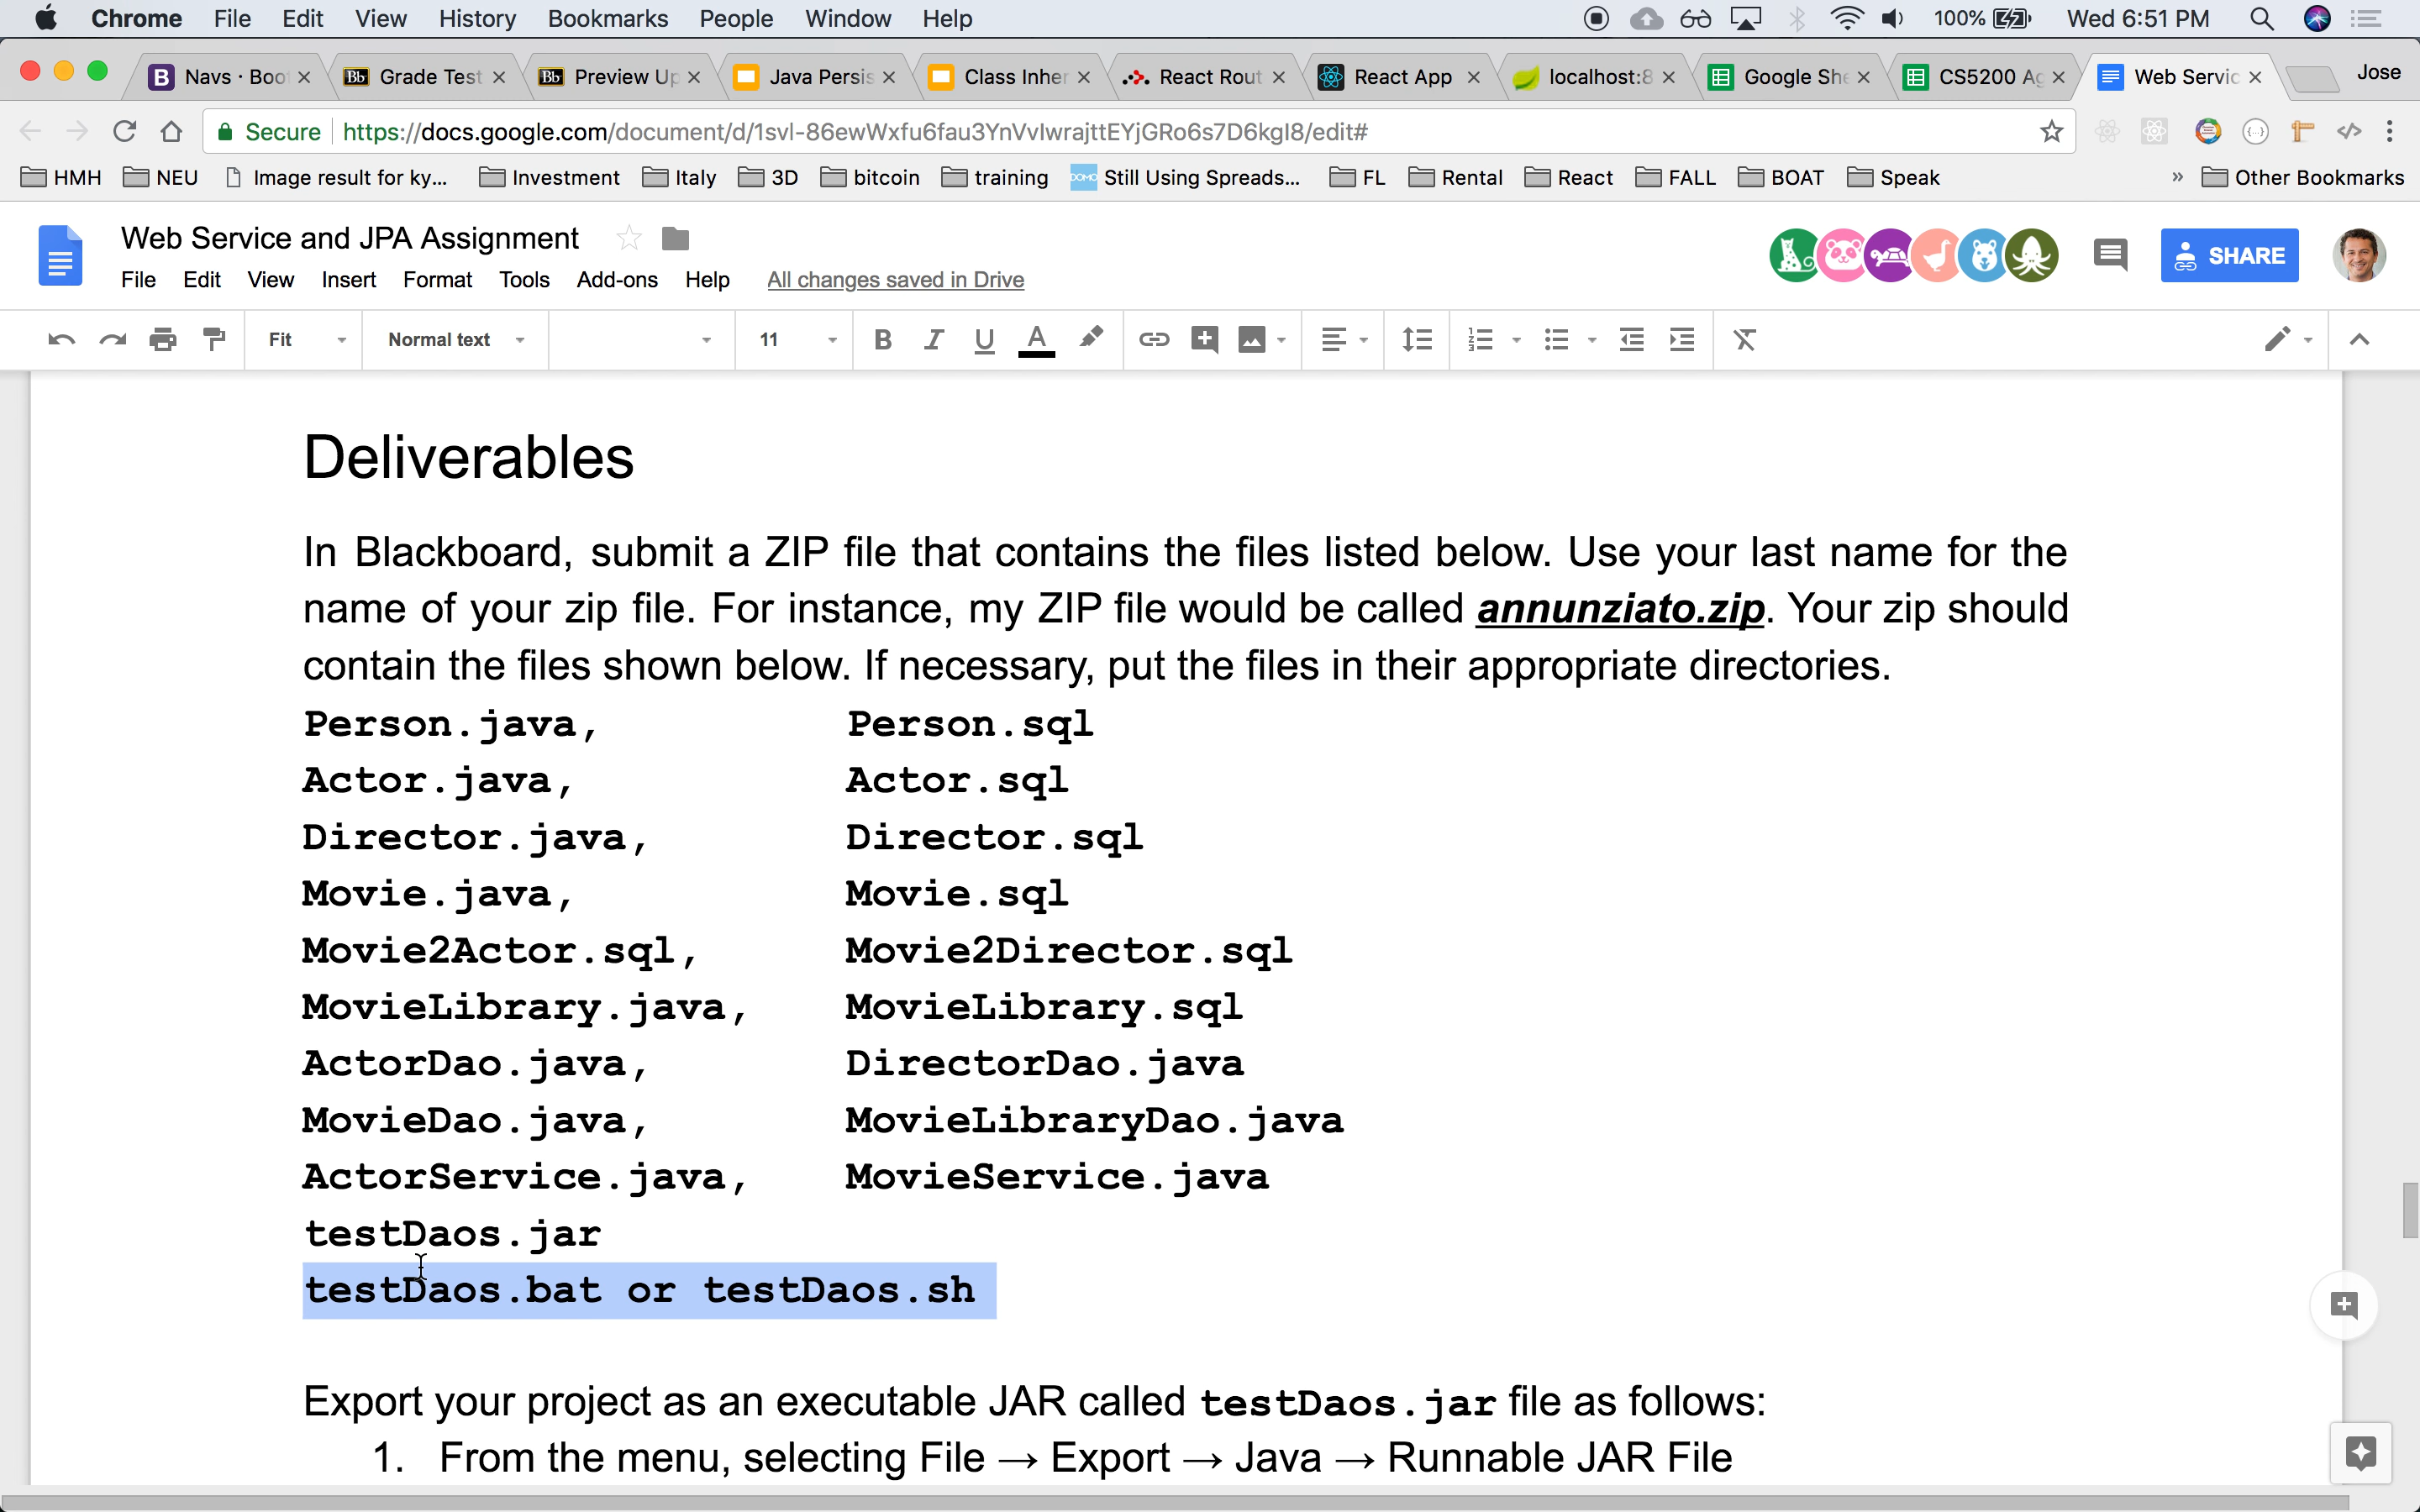 Chrome File Edit View History Bookmarks People Window Help 100% Wed 6:51 PM
Navs · Boo Grade Test Preview Up Java Persis Class Inher React Rout React App localhost:8 Google She CS5200 Ag Web Servic Jose
Secure https://docs.google.com/document/d/1svl-86ewWxfu6fau3YnVvlwrajttEYjGRo6s7D6kgl8/edit#
HMH NEU Image result for ky... Investment Italy 3D bitcoin training DOMO Still Using Spreads... FL Rental React FALL BOAT Speak » Other Bookmarks
Web Service and JPA Assignment
File Edit View Insert Format Tools Add-ons Help All changes saved in Drive
SHARE
Fit Normal text 11 B I U A
Deliverables
In Blackboard, submit a ZIP file that contains the files listed below. Use your last name for the
name of your zip file. For instance, my ZIP file would be called annunziato.zip. Your zip should
contain the files shown below. If necessary, put the files in their appropriate directories.
Person.java, Person.sql
Actor.java, Actor.sql
Director.java, Director.sql
Movie.java, Movie.sql
Movie2Actor.sql, Movie2Director.sql
MovieLibrary.java, MovieLibrary.sql
ActorDao.java, DirectorDao.java
MovieDao.java, MovieLibraryDao.java
ActorService.java, MovieService.java
testDaos.jar
testDaos.bat or testDaos.sh
Export your project as an executable JAR called testDaos.jar file as follows:
1. From the menu, selecting File → Export → Java → Runnable JAR File